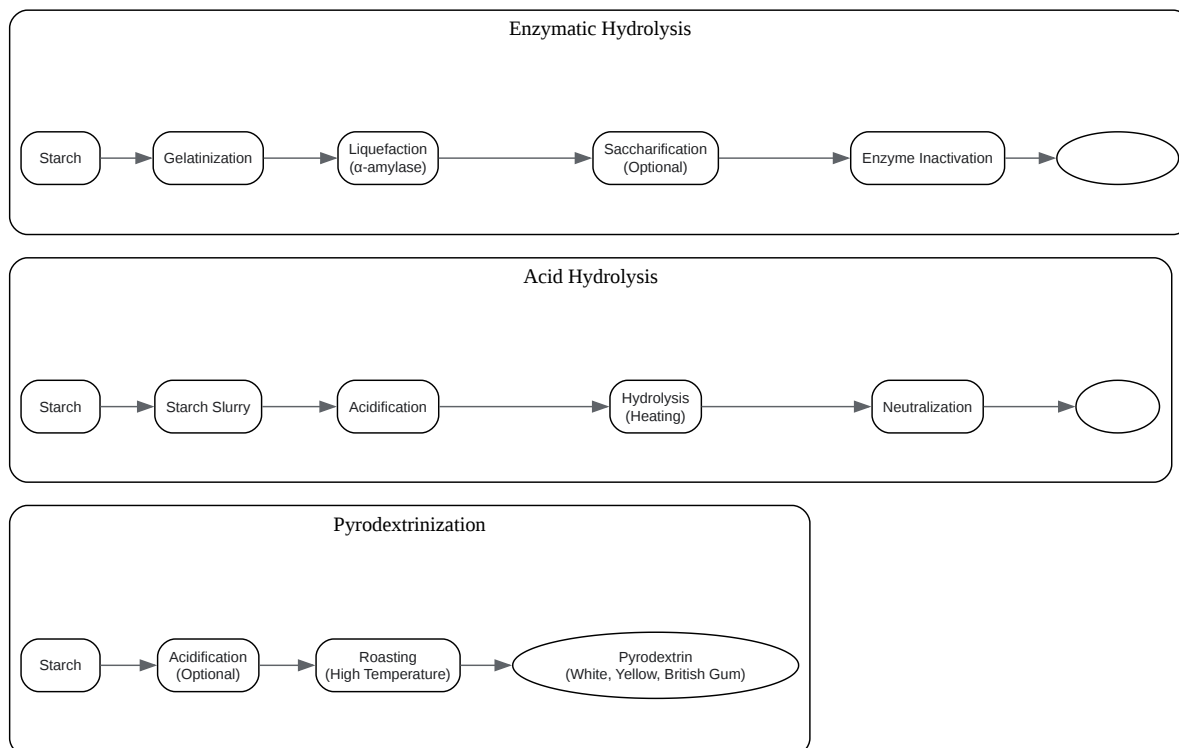 Enzymatic Hydrolysis
Starch
Gelatinization
Liquefaction
(α-amylase)
Saccharification
(Optional)
Enzyme Inactivation
Acid Hydrolysis
Starch
Starch Slurry
Acidification
Hydrolysis
(Heating)
Neutralization
Pyrodextrinization
Starch
Acidification
(Optional)
Roasting
(High Temperature)
Pyrodextrin
(White, Yellow, British Gum)